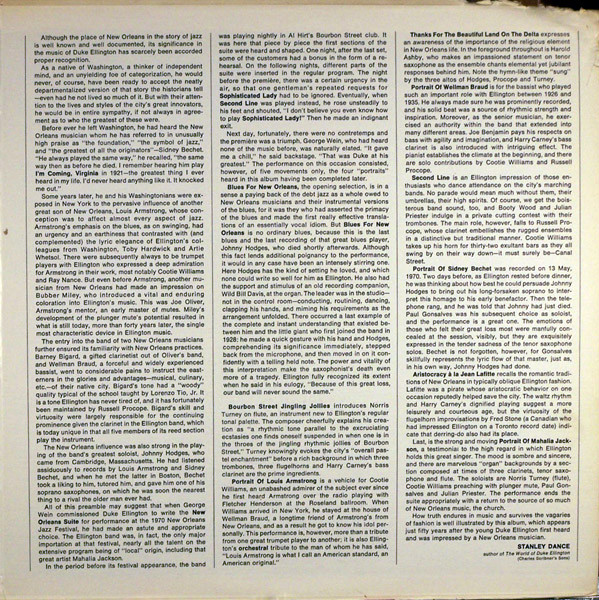 Although the place of New Orleans in the story of jazz
is well known and well documented, its significance in
the music of Duke Ellington has scarcely been accorded
proper recognition.
As a native of Washington, a thinker of independent
mind, and an unyielding foe of categorization, he would
never, of course, have been ready to accept the neatly
departmentalized version of that story the historians tell
—even had he not lived so much of it. But with their atten-
tion to the lives and styles of the city's great innovators,
he would be in entire sympathy, if not always in agree-
ment as to who the greatest of these were.
Before ever he left Washington, he had heard the New
Orleans musician whom he has referred to in unusually
high praise as "the foundation," "the symbol of jazz,"
and "the greatest of all the originators"—Sidney Bechet.
"He always played the same way," he recalled, "the same
way then as before he died. I remember hearing him play
I'm Coming, Virginia in 1921—the greatest thing I ever
heard in my life. I'd never heard anything like it. It knocked
me out."
Some years later, he and his Washingtonians were ex-
posed in New York to the pervasive influence of another
great son of New Orleans, Louis Armstrong, whose con-
ception was to affect almost every aspect of jazz.
Armstrong's emphasis on the blues, as on swinging, had
an urgency and an earthiness that contrasted with (and
complemented) the lyric elegance of Ellington's col-
leagues from Washington, Toby Hardwick and Artie
Whetsol. There were subsequently always to be trumpet
players with Ellington who expressed a deep admiration
for Armstrong in their work, most notably Cootie Williams
and Ray Nance. But even before Armstrong, another mu-
sician from New Orleans had made an impression on
Bubber Miley, who introduced a vital and enduring
coloration into Ellington's music. This was Joe Oliver,
Armstrong's mentor, an early master of mutes. Miley's
development of the plunger mute's potential resulted in
what is still today, more than forty years later, the single
most characteristic device in Ellington music.
The entry into the band of two New Orleans musicians
further ensured its familiarity with New Orleans practices.
Barney Bigard, a gifted clarinetist out of Oliver's band,
and Wellman Braud, a forceful and widely experienced
bassist, went to considerable pains to instruct the east-
erners in the glories and advantages—musical, culinary,
etc.—of their native city. Bigard's tone had a "woody"
quality typical of the school taught by Lorenzo Tio, Jr. It
is a tone Ellington has never tired of, and it has fortunately
been maintained by Russell Procope. Bigard's skill and
virtuosity were largely responsible for the continuing
prominence given the clarinet in the Ellington band, which
is today unique in that all five members of its reed section
play the instrument.
The New Orleans influence was also strong in the play-
ing of the band's greatest soloist, Johnny Hodges, who
came from Cambridge, Massachusetts. He had listened
assiduously to records by Louis Armstrong and Sidney
Bechet, and when he met the latter in Boston, Bechet
took a liking to him, tutored him, and gave him one of his
soprano saxophones, on which he was soon the nearest
thing to a rival the older man ever had.
All of this preamble may suggest that when George
Wein commissioned Duke Ellington to write the New
Orleans Suite for performance at the 1970 New Orleans
Jazz Festival, he had made an astute and appropriate
choice. The Ellington band was, in fact, the only major
importation at that festival, nearly all the talent on the
extensive program being of "local" origin, including that
great artist Mahalia Jackson.
In the period before its festival appearance, the band
was playing nightly in Al Hirt's Bourbon Street club. It
was here that piece by piece the first sections of the
suite were heard and shaped. One night, after the last set,
some of the customers had a bonus in the form of a re-
hearsal. On the following nights, different parts of the
suite were inserted in the regular program. The night
before the première, there was a certain urgency in the
air, so that one gentleman's repeated requests for
Sophisticated Lady had to be ignored. Eventually, when
Second Line was played instead, he rose unsteadily to
his feet and shouted, "I don't believe you even know how
to play Sophisticated Lady!" Then he made an indignant
exit.
Next day, fortunately, there were no contretemps and
the première was a triumph. George Wein, who had heard
none of the music before, was naturally elated. "It gave
me a chill," he said backstage. "That was Duke at his
greatest." The performance on this occasion consisted,
however, of five movements only, the four "portraits"
heard in this album having been completed later.
Blues For New Orleans, the opening selection, is in a
sense a paying back of the debt jazz as a whole owed to
New Orleans musicians and their instrumental versions of
the blues, for it was they who had asserted the primacy
of the blues and made the first really effective transla-
tions of an essentially vocal idiom. But Blues For New
Orleans is no ordinary blues, because this is the last
blues and the last recording of that great blues player,
Johnny Hodges, who died shortly afterwards. Although
this fact lends additional poignancy to the performance,
it would in any case have been an intensely stirring one.
Here Hodges has the kind of setting he loved, and which
none could write so well for him as Ellington. He also had
the support and stimulus of an old recording companion,
Wild Bill Davis, at the organ. The leader was in the studio—
not in the control room—conducting, routining, dancing,
clapping his hands, and miming his requirements as the
arrangement unfolded. There occurred a last example of
the complete and instant understanding that existed be-
tween him and the little giant who first joined the band in
1928: he made a quick gesture with his hand and Hodges,
comprehending its significance immediately, stepped
back from the microphone, and then moved in on it con-
fidently with a telling held note. The power and vitality of
this interpretation make the saxophonist's death even
more of a tragedy. Ellington fully recognized its extent
when he said in his eulogy, "Because of this great loss,
our band will never sound the same."
Bourbon Street Jingling Jollies introduces Norris
Turney on flute, an instrument new to Ellington's regular
tonal palette. The composer cheerfully explains his crea-
tion as "a rhythmic tone parallel to the excruciating
ecstasies one finds oneself suspended in when one is in
the throes of the jingling rhythmic jollies of Bourbon
Street." Turney knowingly evokes the city's "overall pas-
tel enchantment" before a rich background in which three
trombones, three flugelhorns and Harry Carney's bass
clarinet are the prime ingredients.
Portrait Of Louis Armstrong is a vehicle for Cootie
Williams, an unabashed admirer of the subject ever since
he first heard Armstrong over the radio playing with
Fletcher Henderson at the Roseland ballroom. When
Williams arrived in New York, he stayed at the house of
Wellman Braud, a longtime friend of Armstrong's from
New Orleans, and as a result he got to know his idol per-
sonally. This performance is, however, more than a tribute
from one great trumpet player to another; it is also Elling-
ton's orchestral tribute to the man of whom he has said,
"Louis Armstrong is what I call an American standard, an
American original."
Thanks For The Beautiful Land On The Delta expresses
an awareness of the importance of the religious element
in New Orleans life. In the foreground throughout is Harold
Ashby, who makes an impassioned statement on tenor
saxophone as the ensemble chants elemental yet jubilant
responses behind him. Note the hymn-like theme "sung"
by the three altos of Hodges, Procope and Turney.
Portrait Of Wellman Braud is for the bassist who played
such an important role with Ellington between 1926 and
1935. He always made sure he was prominently recorded,
and his solid beat was a source of rhythmic strength and
inspiration. Moreover, as the senior musician, he exer-
cised an authority within the band that extended into
many different areas. Joe Benjamin pays his respects on
bass with agility and imagination, and Harry Carney's bass
clarinet is also introduced with intriguing effect. The
pianist establishes the climate at the beginning, and there
are solo contributions by Cootie Williams and Russell
Procope.
Second Line is an Ellington impression of those en-
thusiasts who dance attendance on the city's marching
bands. No parade would mean much without them, their
umbrellas, their high spirits. Of course, we get the bois-
terous band sound, too, and Booty Wood and Julian
Priester indulge in a private cutting contest with their
trombones. The main role, however, falls to Russell Pro-
cope, whose clarinet embellishes the rugged ensembles
in a distinctive but traditional manner. Cootie Williams
takes up his horn for thirty-two exultant bars as they all
swing by on their way down—it must surely be—Canal
Street.
Portrait Of Sidney Bechet was recorded on 13 May,
1970. Two days before, as Ellington rested before dinner,
he was thinking about how best he could persuade Johnny
Hodges to bring out his long-forsaken soprano to inter-
pret this homage to his early benefactor. Then the tele-
phone rang, and he was told that Johnny had just died.
Paul Gonsalves was his subsequent choice as soloist,
and the performance is a great one. The emotions of
those who felt their great loss most were manfully con-
cealed at the session, visibly, but they are exquisitely
expressed in the tender sadness of the tenor saxophone
solos. Bechet is not forgotten, however, for Gonsalves
skillfully represents the lyric flow of that master, just as,
in his own way, Johnny Hodges had done.
Aristocracy à la Jean Lafitte recalls the romantic tradi-
tions of New Orleans in typically oblique Ellington fashion.
Lafitte was a pirate whose aristocratic behavior on one
occasion reputedly helped save the city. The waltz rhythm
and Harry Carney's dignified playing suggest a more
leisurely and courteous age, but the virtuosity of the
flugelhorn improvisations by Fred Stone (a Canadian who
had impressed Ellington on a Toronto record date) indi-
cate that derring-do also had its place.
Last, is the strong and moving Portrait Of Mahalia Jack-
son, a testimonial to the high regard in which Ellington
holds this great singer. The mood is sombre and sincere,
and there are marvelous "organ" backgrounds by a sec-
tion composed at times of three clarinets, tenor saxo-
phone and flute. The soloists are Norris Turney (flute),
Cootie Williams preaching with plunger mute, Paul Gon-
salves and Julian Priester. The performance ends the
suite appropriately with a return to the source of so much
of New Orleans music, the church.
How truth endures in music and survives the vagaries
of fashion is well illustrated by this album, which appears
just fifty years after the young Duke Ellington first heard
and was impressed by a New Orleans musician.
STANLEY DANCE
author of The World of Duke Ellington
(Charles Scribner's Sons)